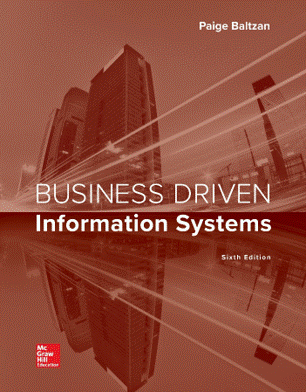 Paige Baltzan
BUSINESS DRIVEN
Information Systems
Sixth Edition
Mc
Graw
Hill
Education